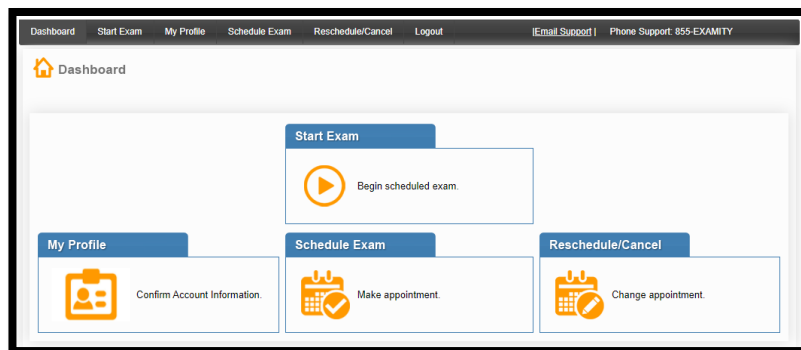 Dashboard Start Exam My Profile Schedule Exam Reschedule/Cancel Logout |Email Support| Phone Support: 855-EXAMITY
Dashboard
Start Exam
Begin scheduled exam.
My Profile
Confirm Account Information.
Schedule Exam
Make appointment.
Reschedule/Cancel
Change appointment.